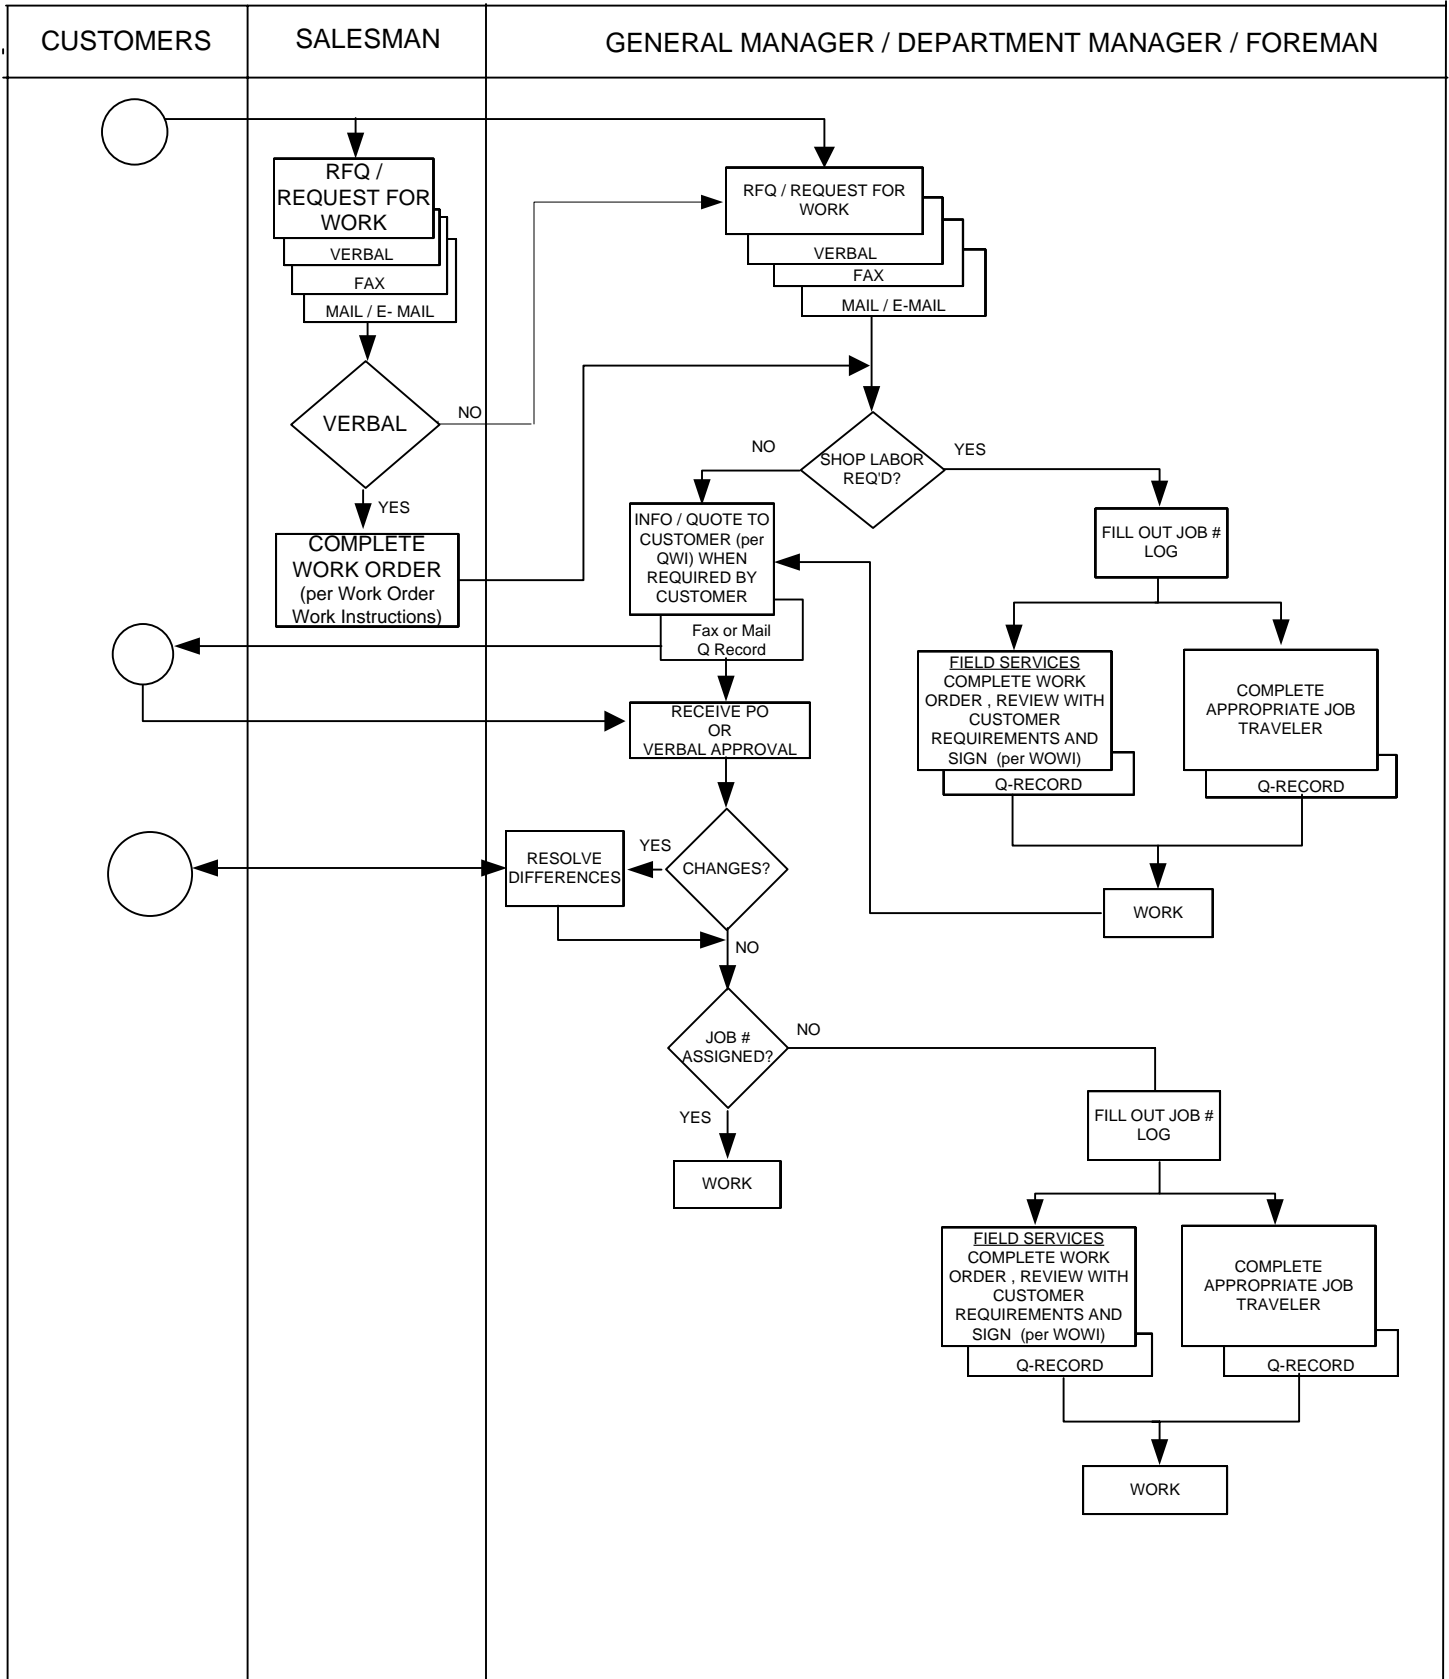 CUSTOMERS
SALESMAN
GENERAL MANAGER / DEPARTMENT MANAGER / FOREMAN
RFQ /
REQUEST FOR
WORK
VERBAL
FAX
MAIL / E- MAIL
RFQ / REQUEST FOR
WORK
VERBAL
FAX
MAIL / E-MAIL
VERBAL
NO
YES
COMPLETE
WORK ORDER
(per Work Order
Work Instructions)
SHOP LABOR
REQ'D?
NO
YES
INFO / QUOTE TO
CUSTOMER (per
QWI) WHEN
REQUIRED BY
CUSTOMER
Fax or Mail
Q Record
FILL OUT JOB #
LOG
FIELD SERVICES
COMPLETE WORK
ORDER , REVIEW WITH
CUSTOMER
REQUIREMENTS AND
SIGN (per WOWI)
Q-RECORD
COMPLETE
APPROPRIATE JOB
TRAVELER
Q-RECORD
RECEIVE PO
OR
VERBAL APPROVAL
CHANGES?
YES
RESOLVE
DIFFERENCES
NO
WORK
JOB #
ASSIGNED?
NO
YES
WORK
FILL OUT JOB #
LOG
FIELD SERVICES
COMPLETE WORK
ORDER , REVIEW WITH
CUSTOMER
REQUIREMENTS AND
SIGN (per WOWI)
Q-RECORD
COMPLETE
APPROPRIATE JOB
TRAVELER
Q-RECORD
WORK